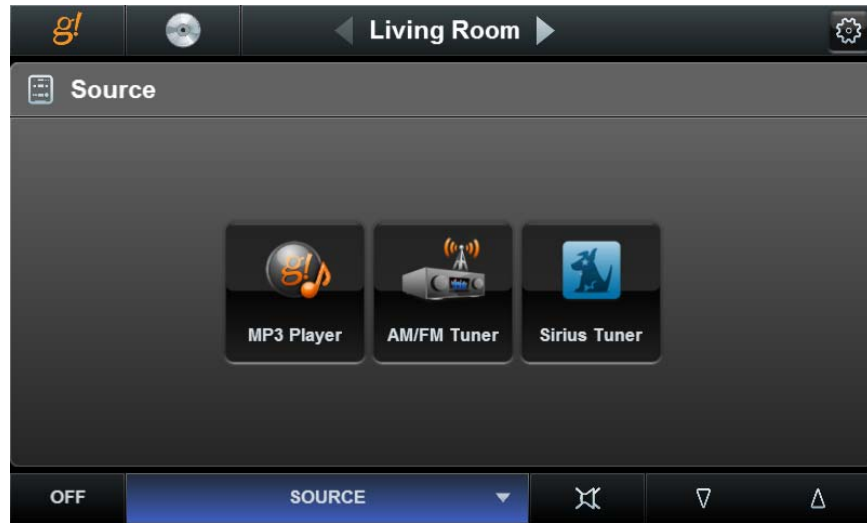 g!
Living Room
Source
g!
MP3 Player
AM/FM Tuner
Sirius Tuner
OFF
SOURCE